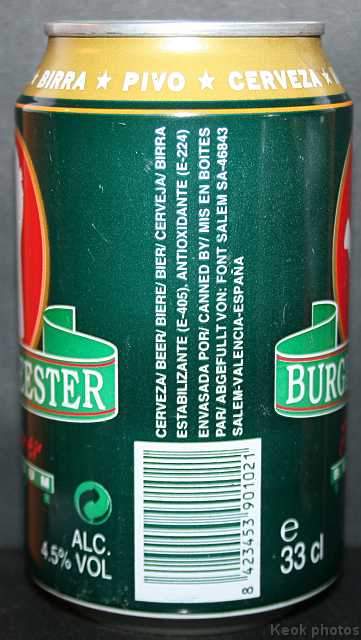 ★ BIRRA ★ PIVO ★ CERVEZA ★
CERVEZA/ BEER/ BIERE/ BIER/ CERVEJA/ BIRRA
ESTABILIZANTE (E-405), ANTIOXIDANTE (E-224)
ENVASADA POR/ CANNED BY/ MIS EN BOITES
PAR/ ABGEFULLT VON: FONT SALEM SA-46843
SALEM-VALENCIA-ESPAÑA
ESTER
BURG
UM
ALC.
4.5% VOL
8 423453 901021
e
33 cl
Keok photos